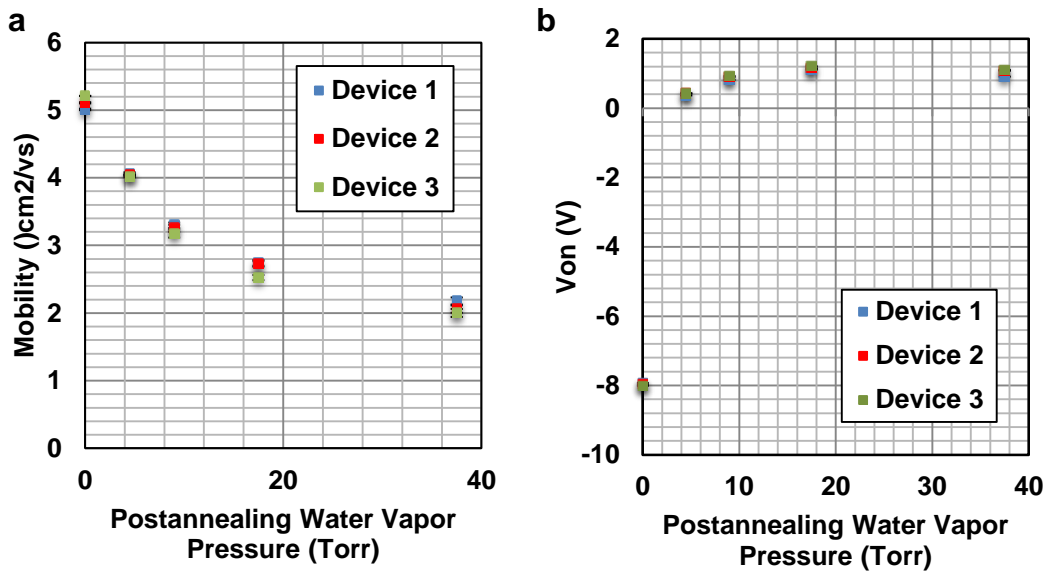 a
6
5
4
3
2
1
0
0
20
40
Mobility ()cm2/vs)
Postannealing Water Vapor
Pressure (Torr)
Device 1
Device 2
Device 3
b
2
0
-2
-4
-6
-8
-10
0
10
20
30
40
Von (V)
Postannealing Water Vapor
Pressure (Torr)
Device 1
Device 2
Device 3